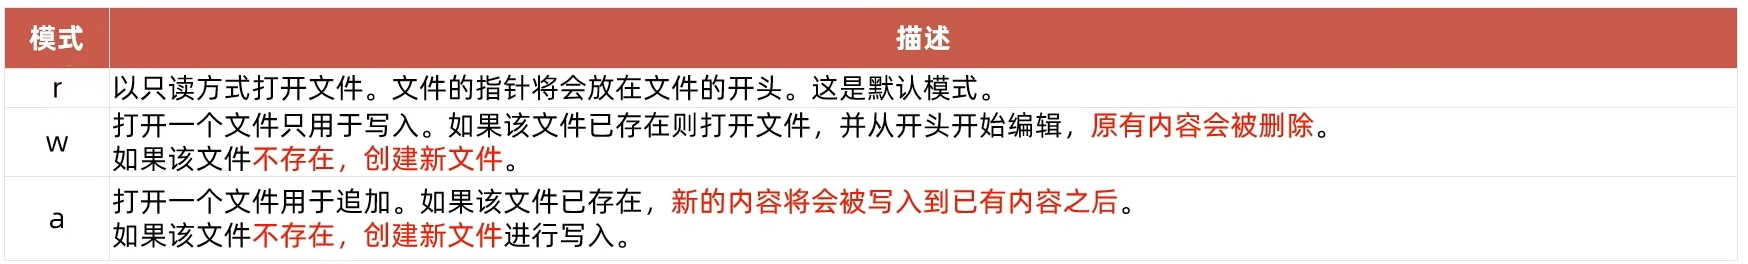 模式 描述
r 以只读方式打开文件。文件的指针将会放在文件的开头。这是默认模式。
w 打开一个文件只用于写入。如果该文件已存在则打开文件，并从开头开始编辑，原有内容会被删除。
如果该文件不存在，创建新文件。
a 打开一个文件用于追加。如果该文件已存在，新的内容将会被写入到已有内容之后。
如果该文件不存在，创建新文件进行写入。